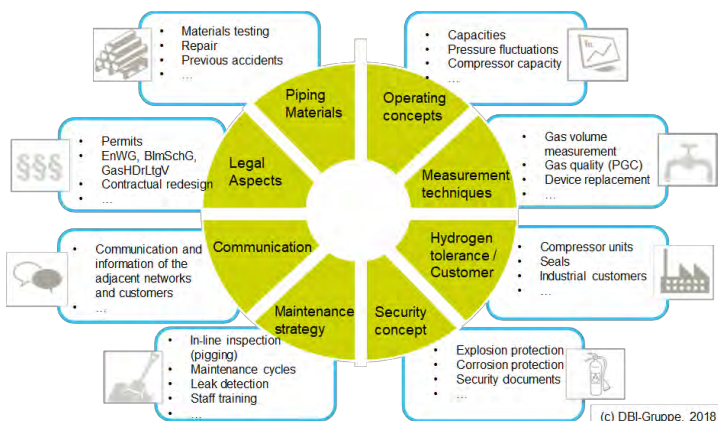 • Materials testing
• Repair
• Previous accidents
• …
• Capacities
• Pressure fluctuations
• Compressor capacity
• …
Piping
Materials
Operating
concepts
§§§
• Permits
• EnWG, BImSchG,
GasHDrLtgV
• Contractual redesign
• …
Legal
Aspects
Measurement
techniques
• Gas volume
measurement
• Gas quality (PGC)
• Device replacement
• …
• Communication and
information of the
adjacent networks
and customers
• …
Communication
Hydrogen
tolerance /
Customer
• Compressor units
• Seals
• Industrial customers
• …
Maintenance
strategy
Security
concept
• In-line inspection
(pigging)
• Maintenance cycles
• Leak detection
• Staff training
• …
• Explosion protection
• Corrosion protection
• Security documents
• …
(c) DBI-Gruppe, 2018